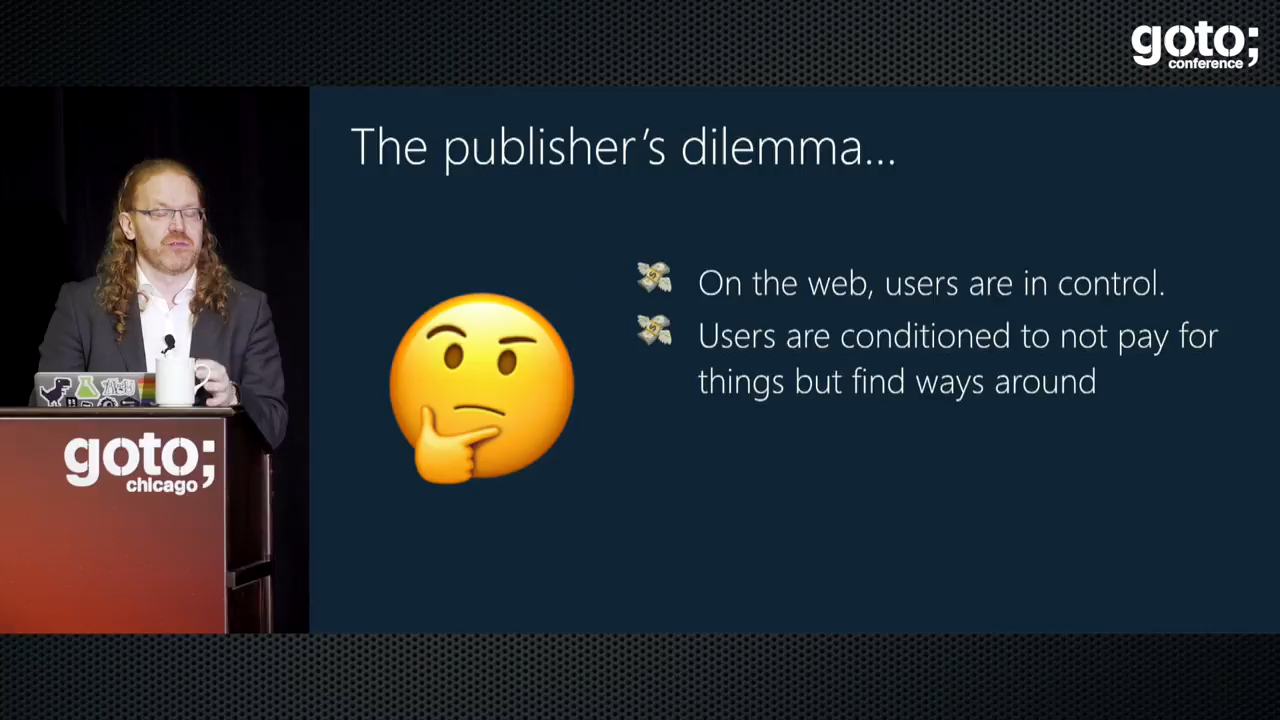 goto;
conference
The publisher's dilemma...
On the web, users are in control.
Users are conditioned to not pay for
things but find ways around
goto;
chicago